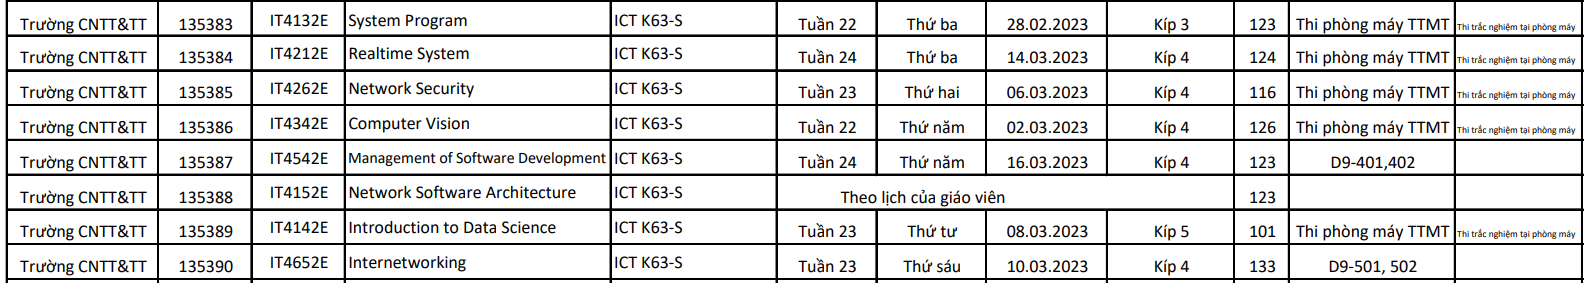 Trường CNTT&TT 135383 IT4132E System Program ICT K63-S Tuần 22 Thứ ba 28.02.2023 Kíp 3 123 Thi phòng máy TTMT Thi trắc nghiệm tại phòng máy
Trường CNTT&TT 135384 IT4212E Realtime System ICT K63-S Tuần 24 Thứ ba 14.03.2023 Kíp 4 124 Thi phòng máy TTMT Thi trắc nghiệm tại phòng máy
Trường CNTT&TT 135385 IT4262E Network Security ICT K63-S Tuần 23 Thứ hai 06.03.2023 Kíp 4 116 Thi phòng máy TTMT Thi trắc nghiệm tại phòng máy
Trường CNTT&TT 135386 IT4342E Computer Vision ICT K63-S Tuần 22 Thứ năm 02.03.2023 Kíp 4 126 Thi phòng máy TTMT Thi trắc nghiệm tại phòng máy
Trường CNTT&TT 135387 IT4542E Management of Software Development ICT K63-S Tuần 24 Thứ năm 16.03.2023 Kíp 4 123 D9-401,402
Trường CNTT&TT 135388 IT4152E Network Software Architecture ICT K63-S Theo lịch của giáo viên 123
Trường CNTT&TT 135389 IT4142E Introduction to Data Science ICT K63-S Tuần 23 Thứ tư 08.03.2023 Kíp 5 101 Thi phòng máy TTMT Thi trắc nghiệm tại phòng máy
Trường CNTT&TT 135390 IT4652E Internetworking ICT K63-S Tuần 23 Thứ sáu 10.03.2023 Kíp 4 133 D9-501, 502